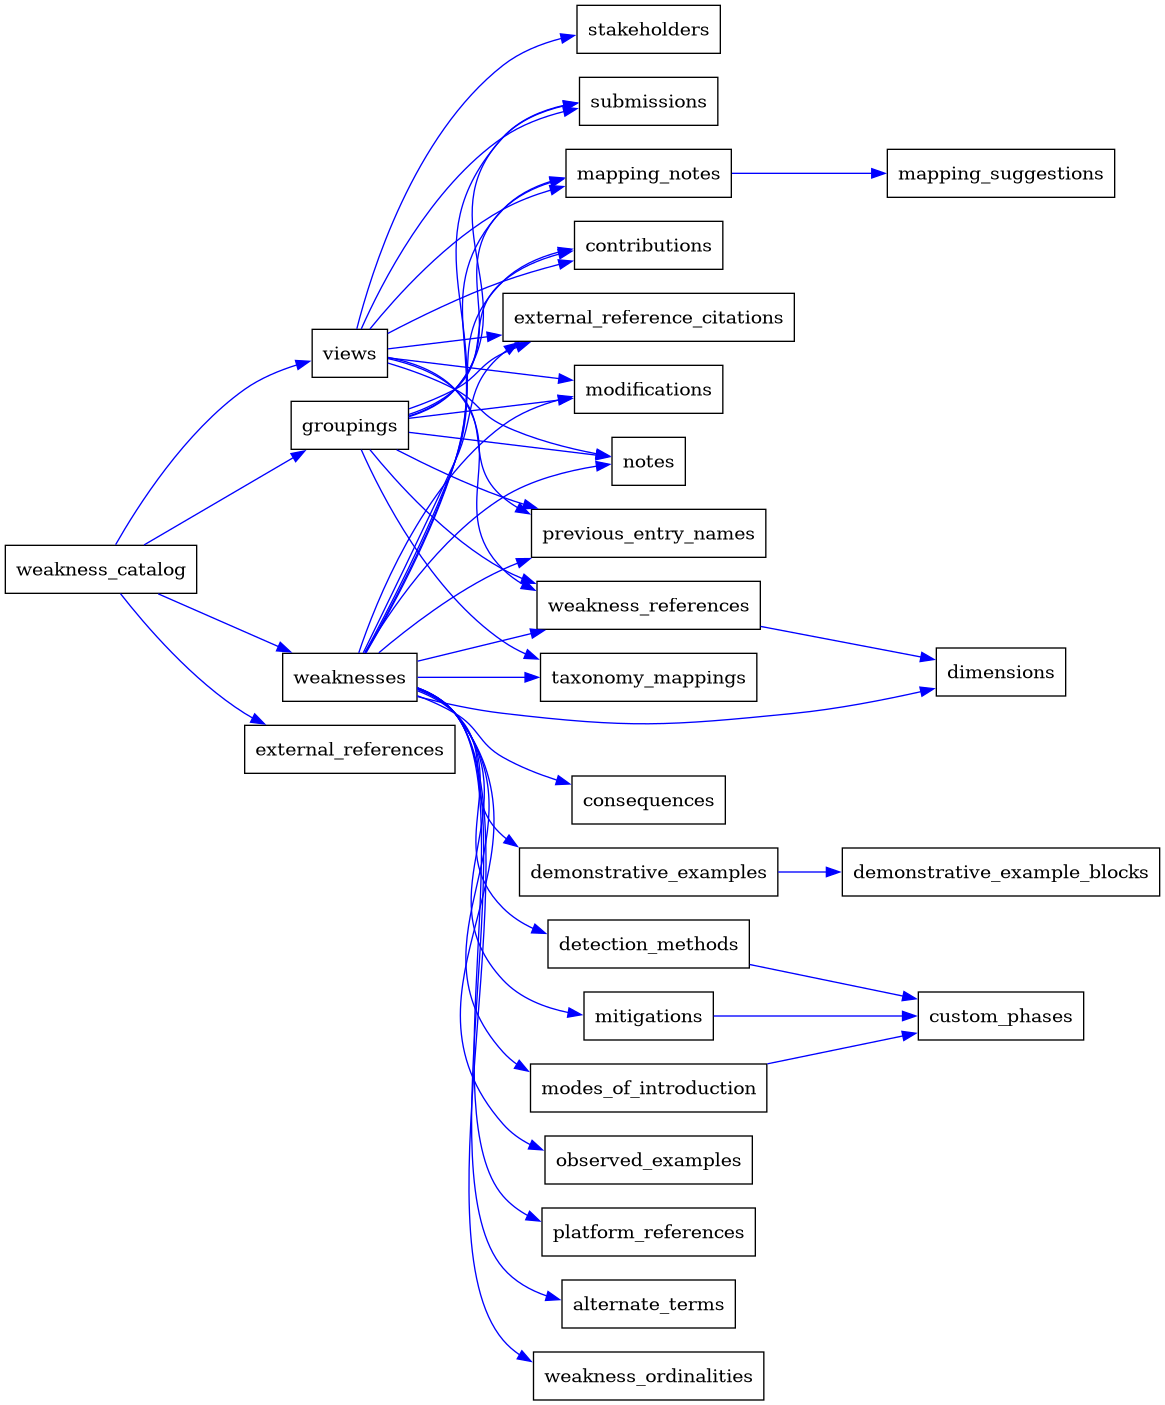 stakeholders
submissions
mapping_notes
mapping_suggestions
contributions
external_reference_citations
views
modifications
groupings
notes
previous_entry_names
weakness_catalog
weakness_references
weaknesses
taxonomy_mappings
dimensions
external_references
consequences
demonstrative_examples
demonstrative_example_blocks
detection_methods
mitigations
custom_phases
modes_of_introduction
observed_examples
platform_references
alternate_terms
weakness_ordinalities